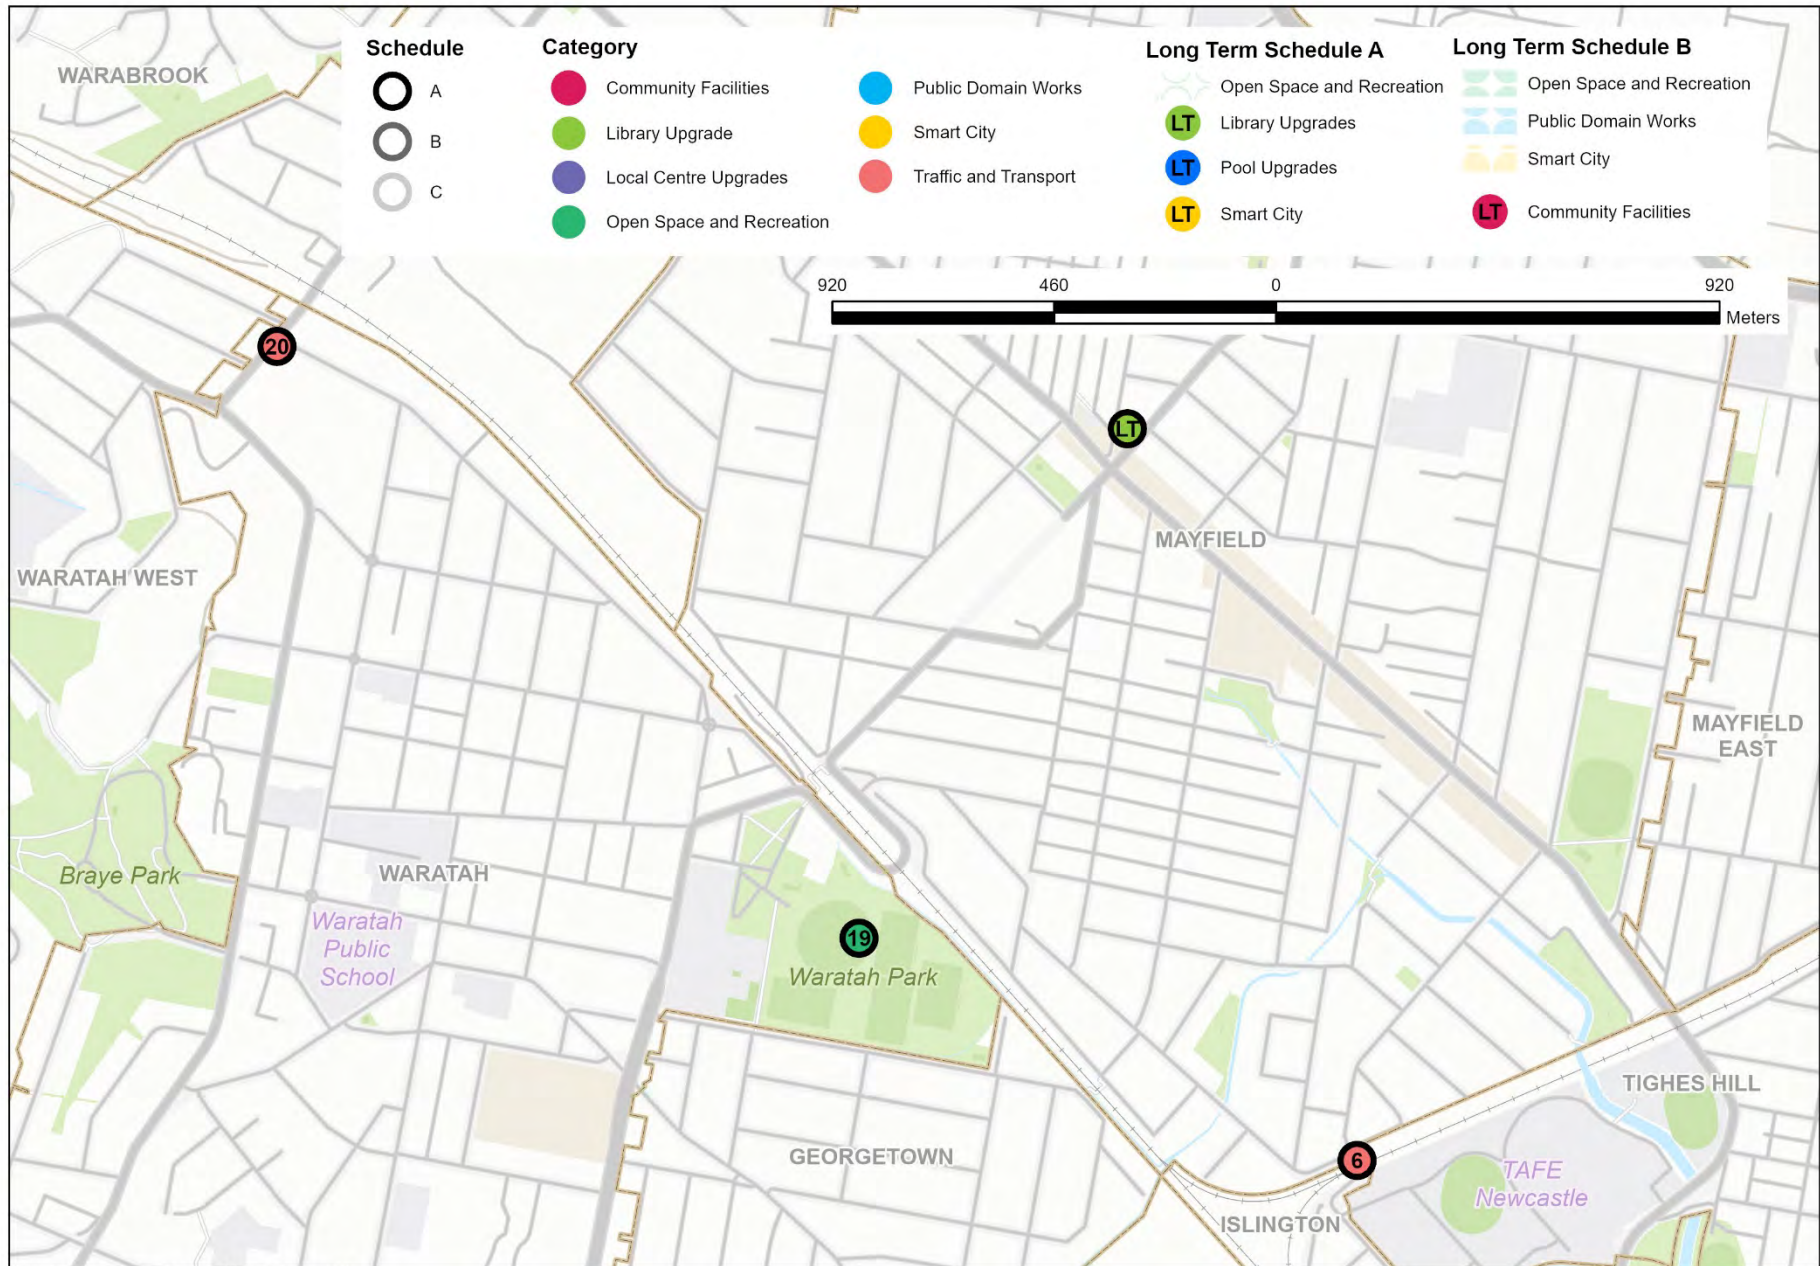 WARABROOK
Schedule
A
B
C
Category
Community Facilities
Library Upgrade
Local Centre Upgrades
Open Space and Recreation
Public Domain Works
Smart City
Traffic and Transport
Long Term Schedule A
Open Space and Recreation
LT Library Upgrades
LT Pool Upgrades
LT Smart City
Long Term Schedule B
Open Space and Recreation
Public Domain Works
Smart City
LT Community Facilities
920 460 0 920
Meters
20
LT
MAYFIELD
WARATAH WEST
MAYFIELD
EAST
Braye Park
WARATAH
Waratah
Public
School
19
Waratah Park
TIGHES HILL
GEORGETOWN
6
TAFE
Newcastle
ISLINGTON